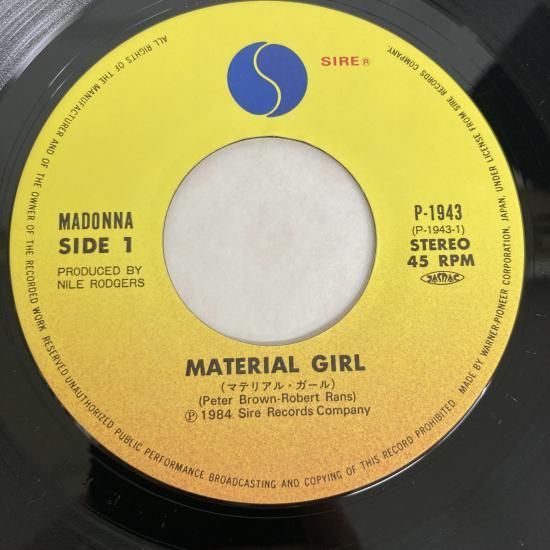 SIRE®
MADONNA
SIDE 1
PRODUCED BY
NILE RODGERS
P-1943
(P-1943-1)
STEREO
45 RPM
JASRAC
MATERIAL GIRL
(マテリアル・ガール)
(Peter Brown-Robert Rans)
Ⓟ 1984 Sire Records Company
ALL RIGHTS OF THE MANUFACTURER AND OF THE OWNER OF THE RECORDED WORK RESERVED UNAUTHORIZED PUBLIC PERFORMANCE BROADCASTING AND COPYING OF THIS RECORD PROHIBITED. MADE BY WARNER-PIONEER CORPORATION, JAPAN, UNDER LICENSE FROM SIRE RECORDS COMPANY.